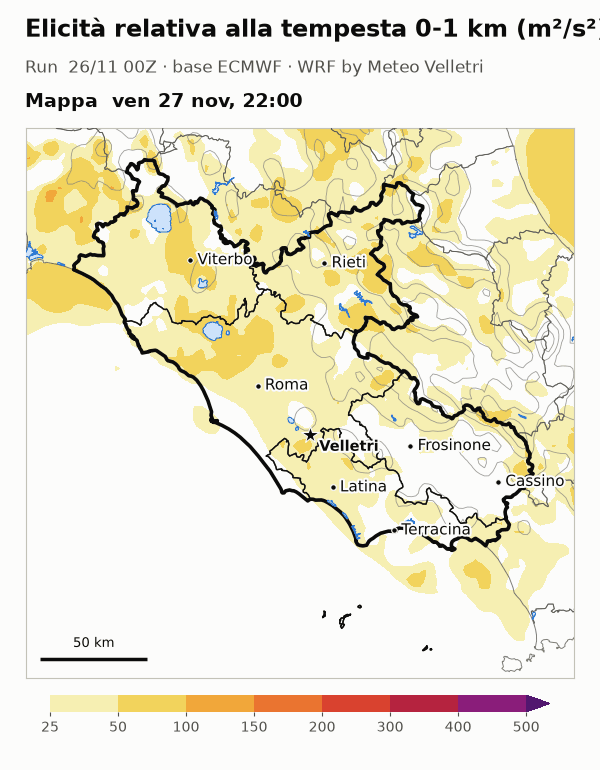 Elicità relativa alla tempesta 0-1 km (m²/s²)
Run 26/11 00Z · base ECMWF · WRF by Meteo Velletri
Mappa ven 27 nov, 22:00
Viterbo
Rieti
Roma
Velletri
Frosinone
Cassino
Latina
Terracina
50 km
25 50 100 150 200 300 400 500